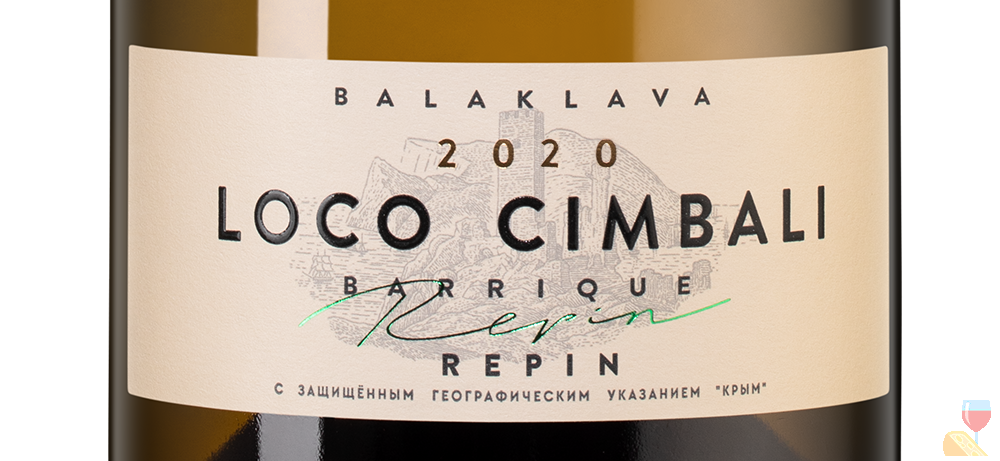 BALAKLAVA
2020
LOCO CIMBALI
BARRIQUE
Repin
REPIN
С ЗАЩИЩЁННЫМ ГЕОГРАФИЧЕСКИМ УКАЗАНИЕМ "КРЫМ"